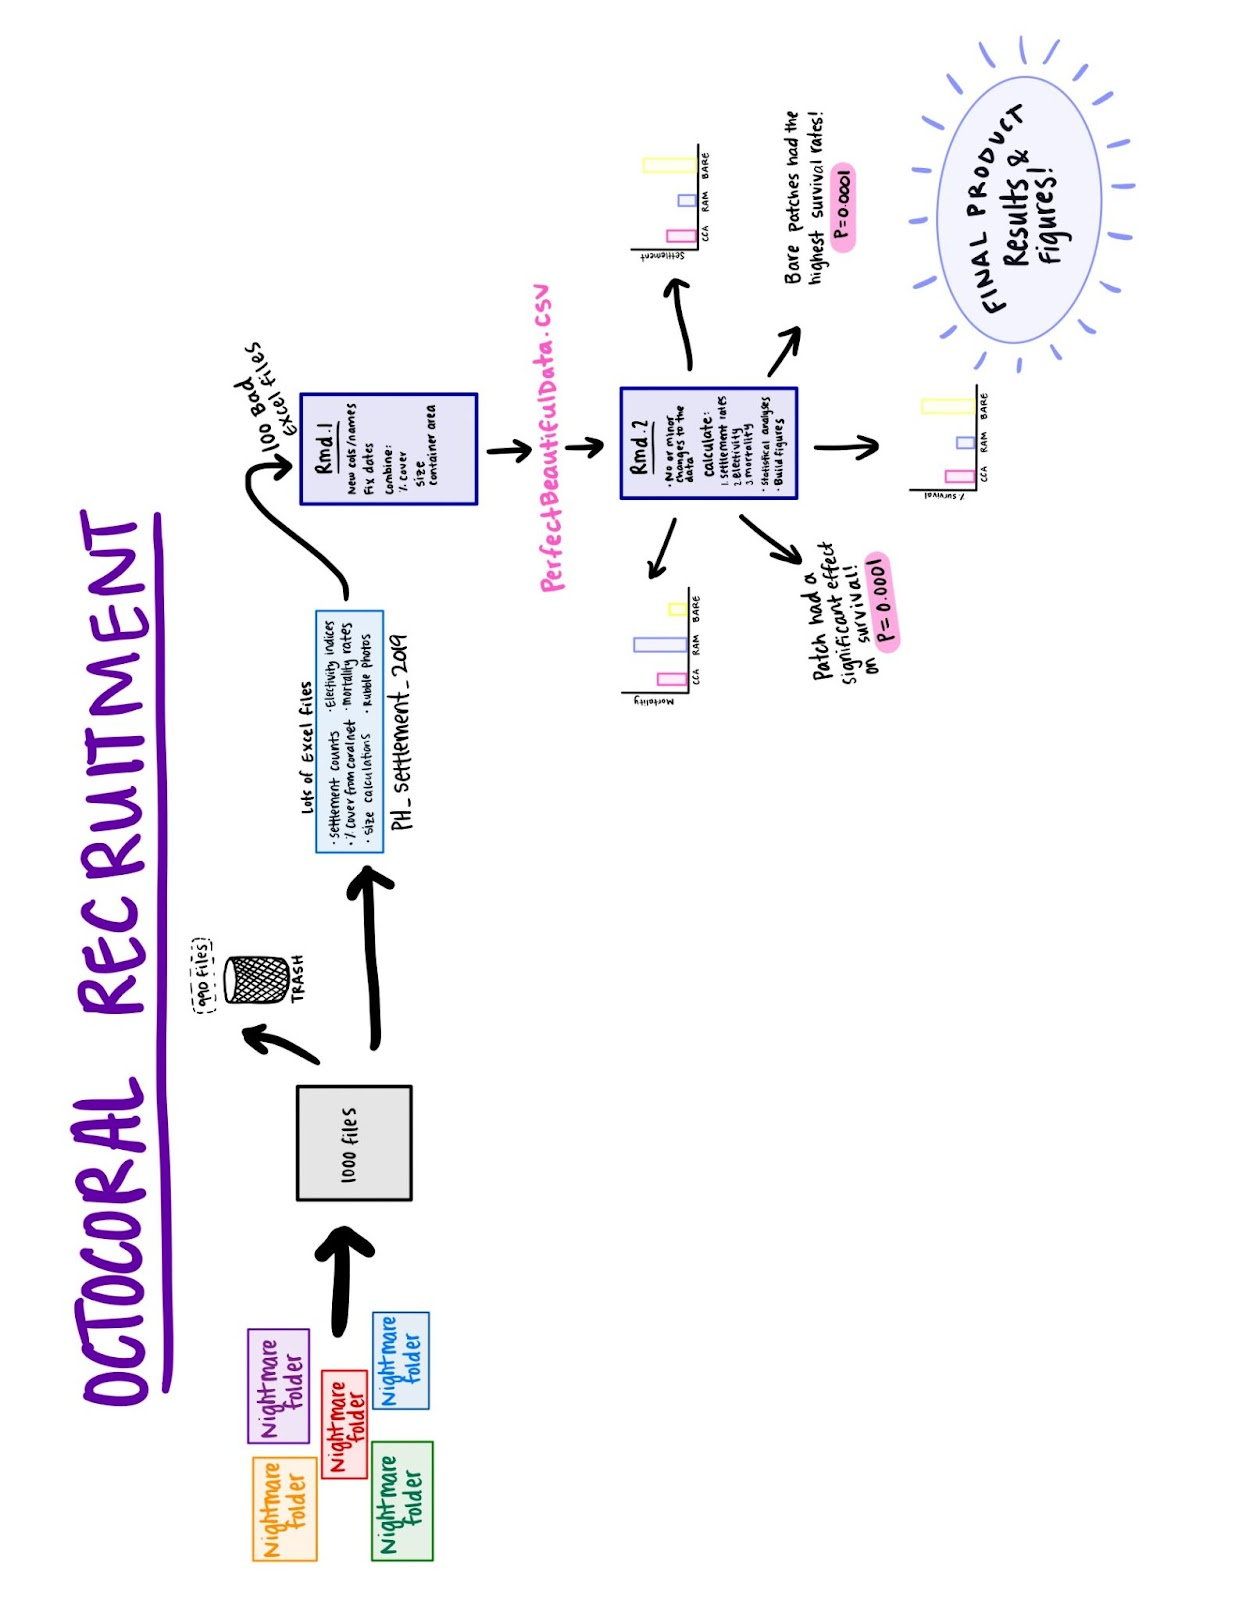 OCTOCORAL RECRUITMENT
Nightmare
folder
Nightmare
folder
Nightmare
folder
Nightmare
folder
Nightmare
folder
1000 files
990 files
TRASH
Lots of Excel files
• Settlement counts
• % cover from coralnet
• Size calculations
• Electivity indices
• mortality rates
• Rubble photos
PH_settlement_2019
100 Bad
Excel files
Rmd.1
New cols/names
Fix dates
Combine:
% cover
Size
container area
PerfectBeautifulData.csv
Rmd.2
• No or minor
changes to the
data
calculate:
1. settlement rates
2. electivity
3. mortality
• Statistical analyses
• Build figures
Mortality
CCA RAM BARE
Settlement
CCA RAM BARE
Patch had a
significant effect
on survival!
P = 0.0001
% survival
CCA RAM BARE
Bare patches had the
highest survival rates!
P=0.0001
FINAL PRODUCT
Results &
figures!